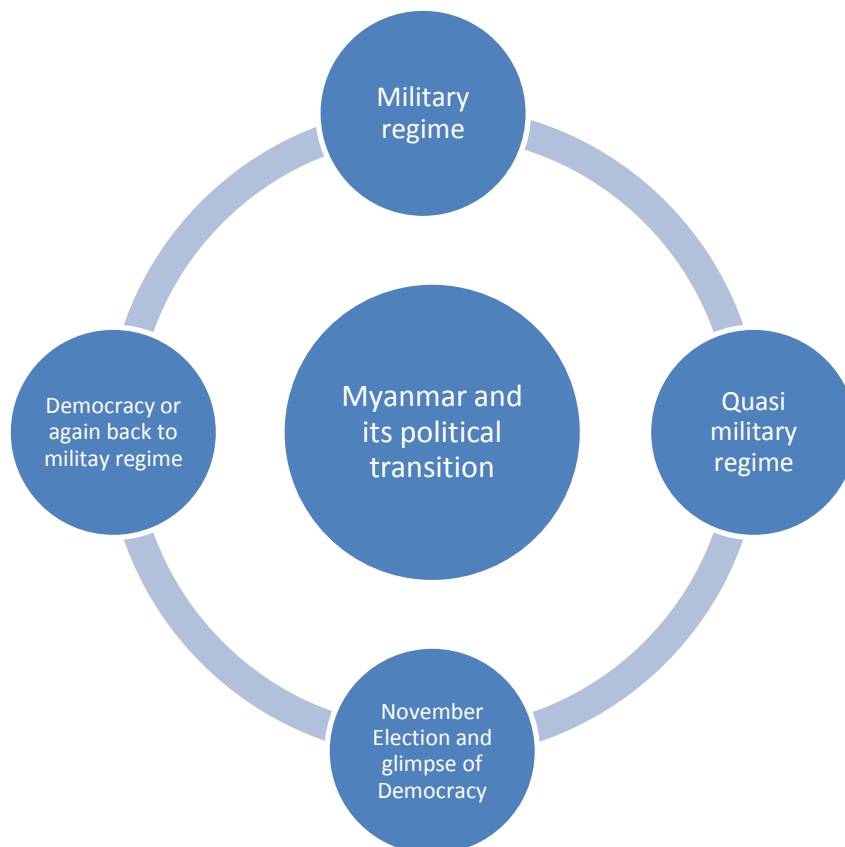 Military
regime
Myanmar and
its political
transition
Quasi
military
regime
Democracy or
again back to
militay regime
November
Election and
glimpse of
Democracy